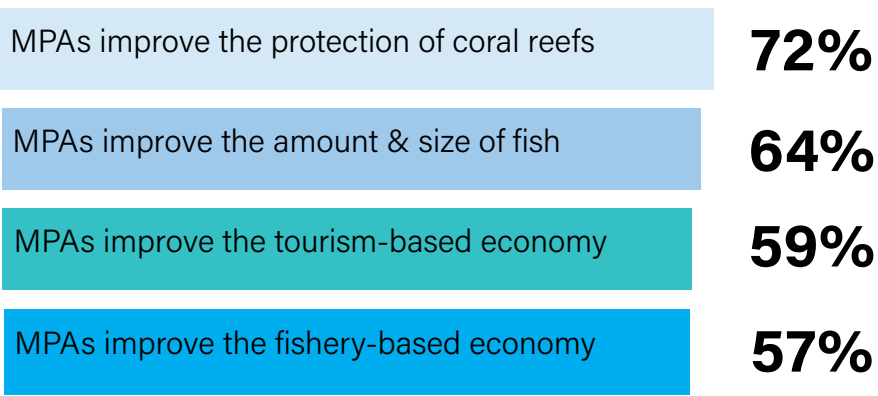 MPAs improve the protection of coral reefs 72%
MPAs improve the amount & size of fish 64%
MPAs improve the tourism-based economy 59%
MPAs improve the fishery-based economy 57%